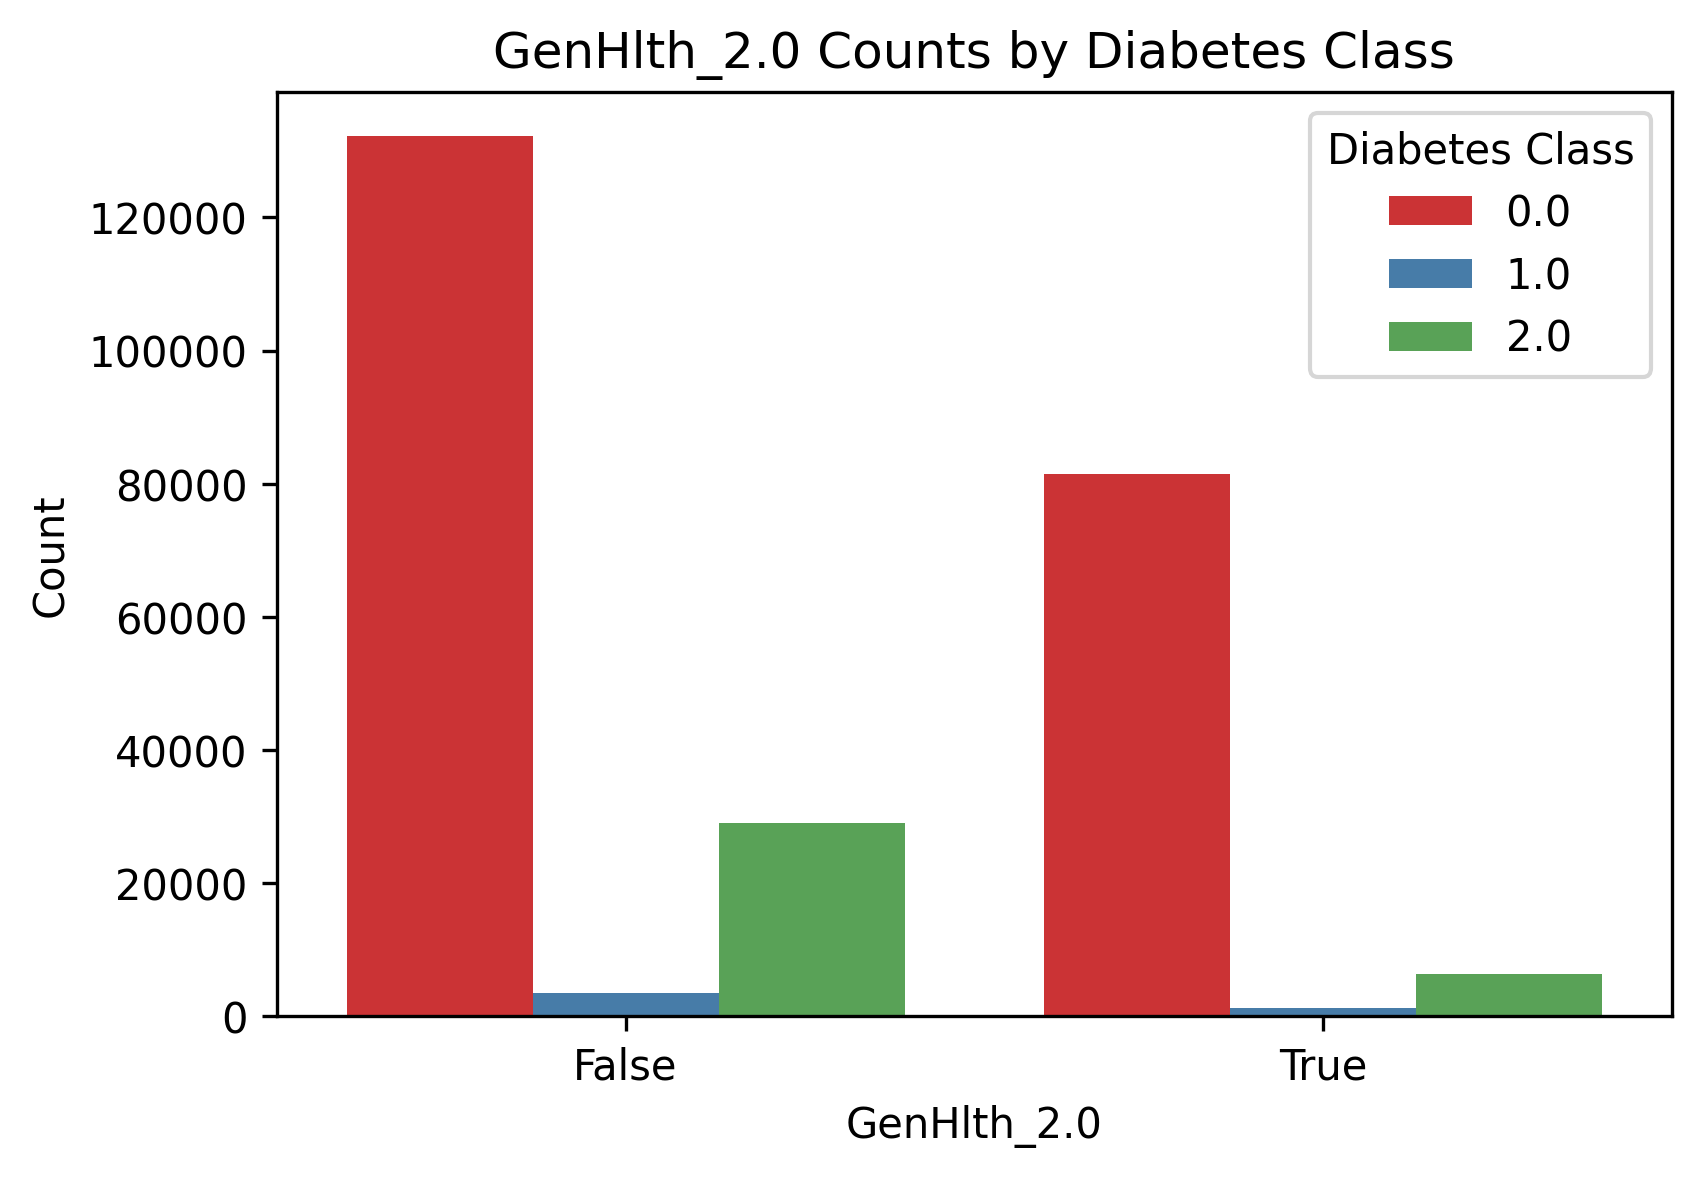 GenHlth_2.0 Counts by Diabetes Class
Diabetes Class
0.0
1.0
2.0
120000
100000
80000
60000
40000
20000
0
Count
False
True
GenHlth_2.0